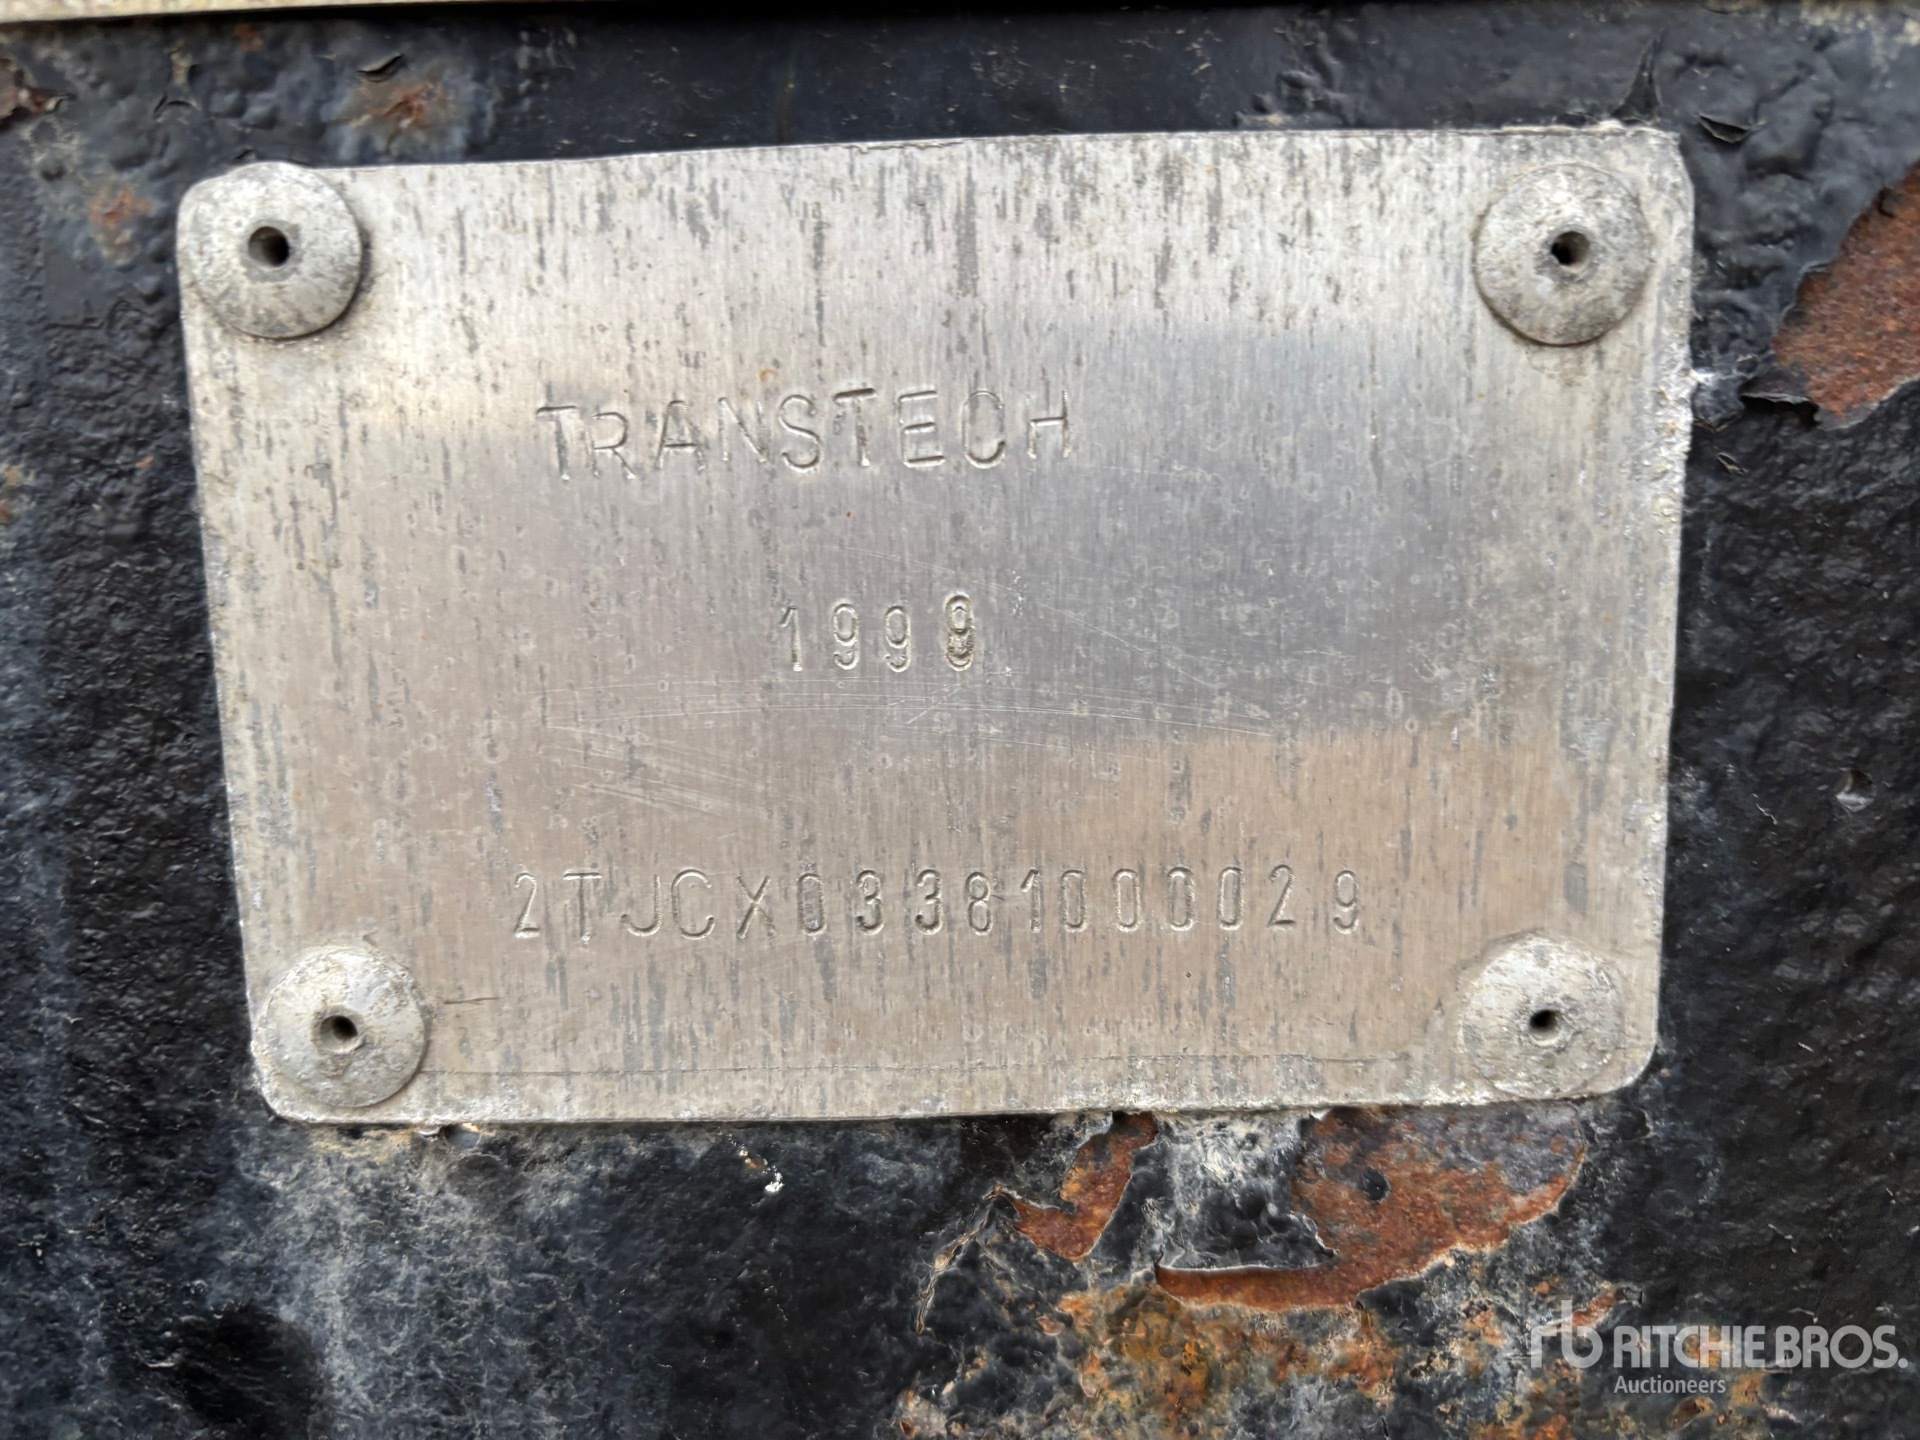 TRANSTECH
1998
2TJCX03381000029
RITCHIE BROS.
Auctioneers